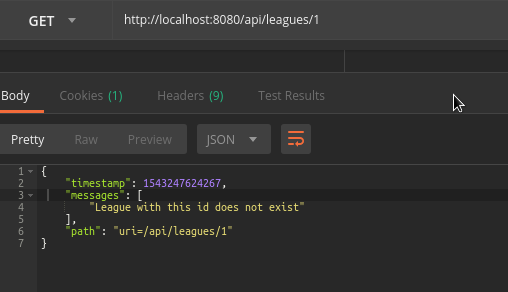 GET http://localhost:8080/api/leagues/1
Body Cookies (1) Headers (9) Test Results
Pretty Raw Preview JSON
1 {
2 "timestamp": 1543247624267,
3 "messages": [
4 "League with this id does not exist"
5 ],
6 "path": "uri=/api/leagues/1"
7 }